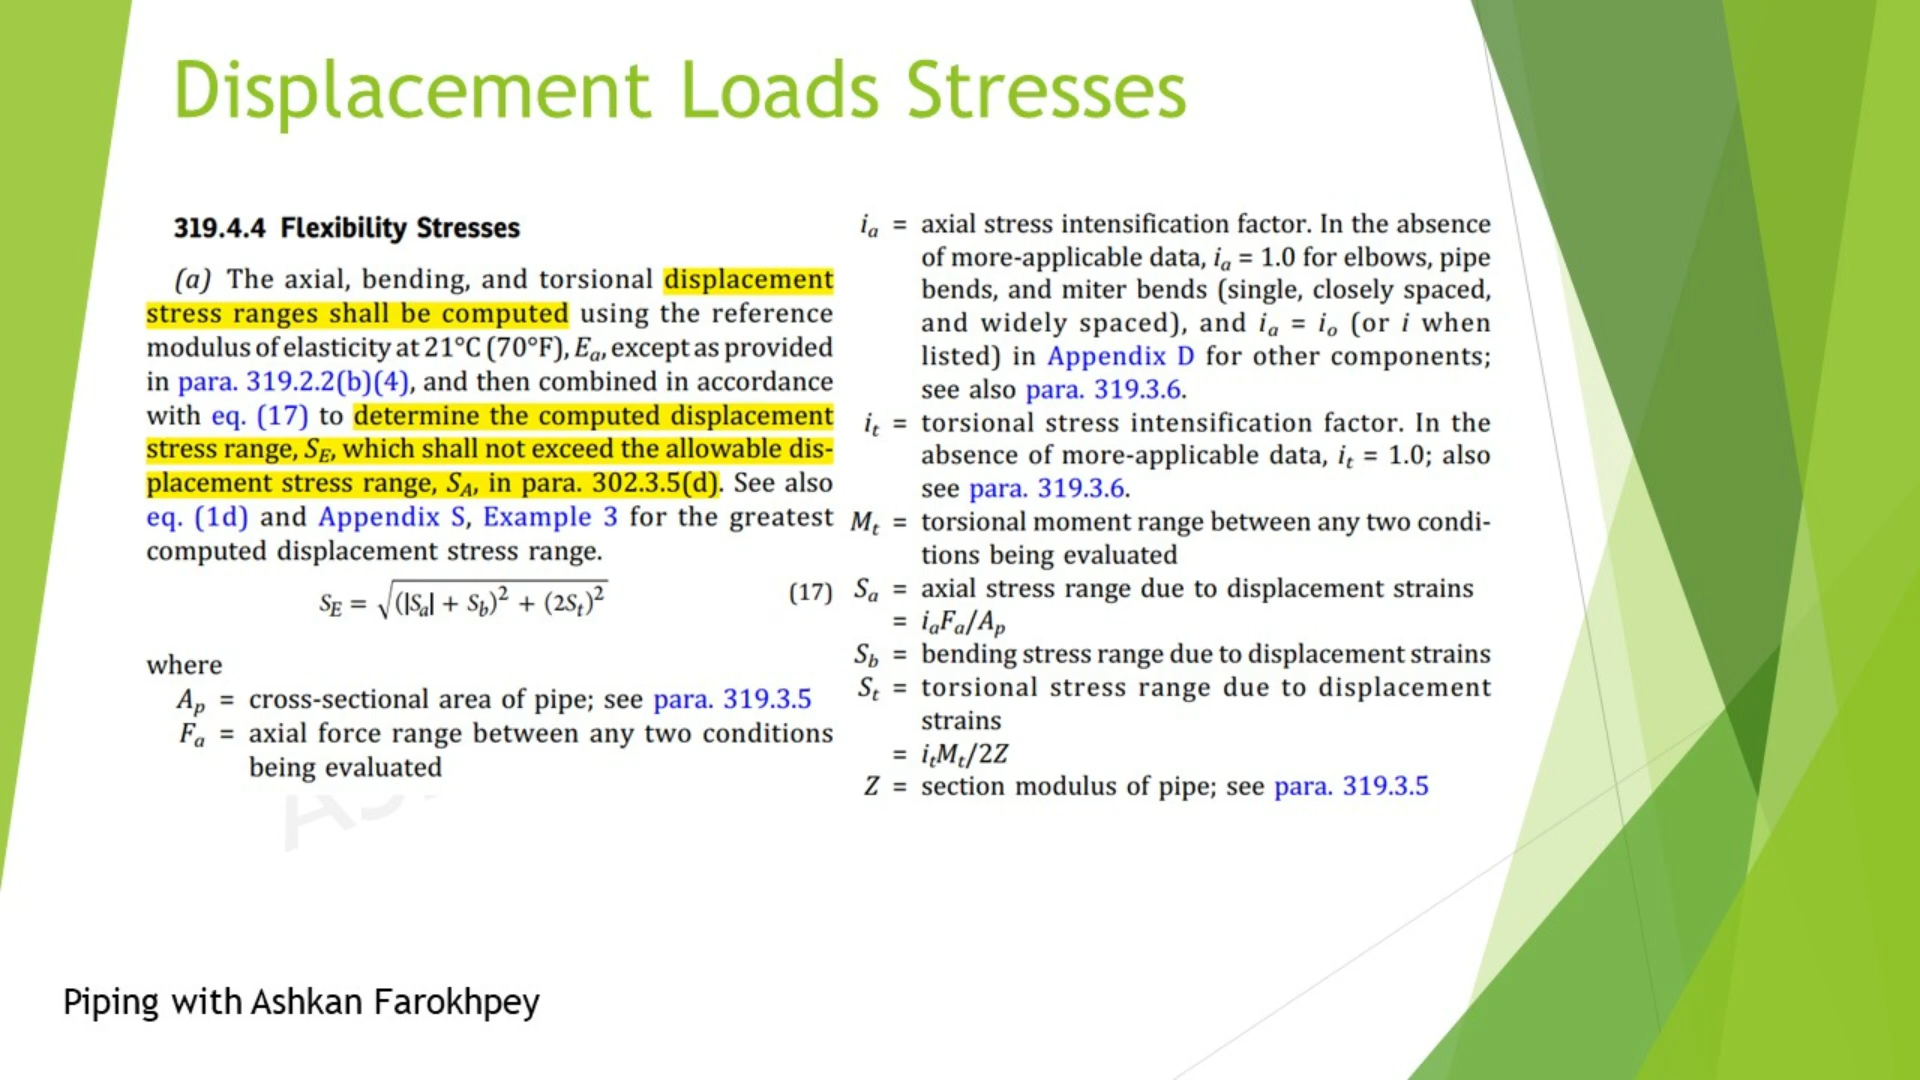 Displacement Loads Stresses
319.4.4 Flexibility Stresses
(a) The axial, bending, and torsional displacement
stress ranges shall be computed using the reference
modulus of elasticity at 21°C (70°F), Eₐ, except as provided
in para. 319.2.2(b)(4), and then combined in accordance
with eq. (17) to determine the computed displacement
stress range, S_E, which shall not exceed the allowable dis-
placement stress range, S_A, in para. 302.3.5(d). See also
eq. (1d) and Appendix S, Example 3 for the greatest
computed displacement stress range.
S_E = √(|Sₐ| + S_b)² + (2Sₜ)² (17)
where
Aₚ = cross-sectional area of pipe; see para. 319.3.5
Fₐ = axial force range between any two conditions
being evaluated
iₐ = axial stress intensification factor. In the absence
of more-applicable data, iₐ = 1.0 for elbows, pipe
bends, and miter bends (single, closely spaced,
and widely spaced), and iₐ = iₒ (or i when
listed) in Appendix D for other components;
see also para. 319.3.6.
iₜ = torsional stress intensification factor. In the
absence of more-applicable data, iₜ = 1.0; also
see para. 319.3.6.
Mₜ = torsional moment range between any two condi-
tions being evaluated
Sₐ = axial stress range due to displacement strains
= iₐFₐ/Aₚ
S_b = bending stress range due to displacement strains
Sₜ = torsional stress range due to displacement
strains
= iₜMₜ/2Z
Z = section modulus of pipe; see para. 319.3.5
Piping with Ashkan Farokhpey